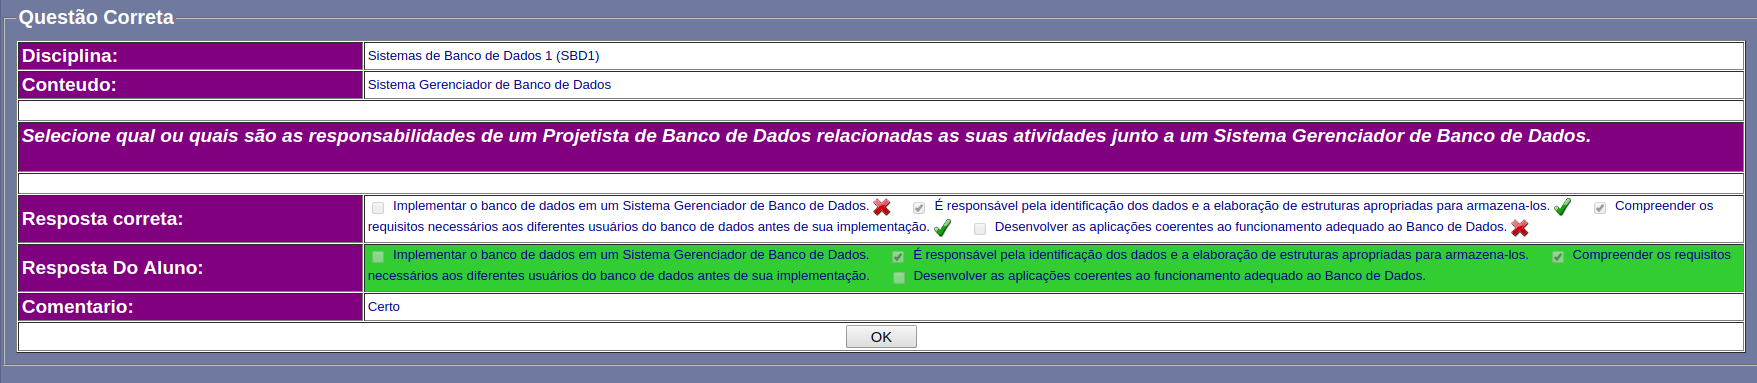 Questão Correta
Disciplina: Sistemas de Banco de Dados 1 (SBD1)
Conteudo: Sistema Gerenciador de Banco de Dados
Selecione qual ou quais são as responsabilidades de um Projetista de Banco de Dados relacionadas as suas atividades junto a um Sistema Gerenciador de Banco de Dados.
Resposta correta:
Implementar o banco de dados em um Sistema Gerenciador de Banco de Dados. É responsável pela identificação dos dados e a elaboração de estruturas apropriadas para armazena-los. Compreender os
requisitos necessários aos diferentes usuários do banco de dados antes de sua implementação. Desenvolver as aplicações coerentes ao funcionamento adequado ao Banco de Dados.
Resposta Do Aluno:
Implementar o banco de dados em um Sistema Gerenciador de Banco de Dados. É responsável pela identificação dos dados e a elaboração de estruturas apropriadas para armazena-los. Compreender os requisitos
necessários aos diferentes usuários do banco de dados antes de sua implementação. Desenvolver as aplicações coerentes ao funcionamento adequado ao Banco de Dados.
Comentario: Certo
OK